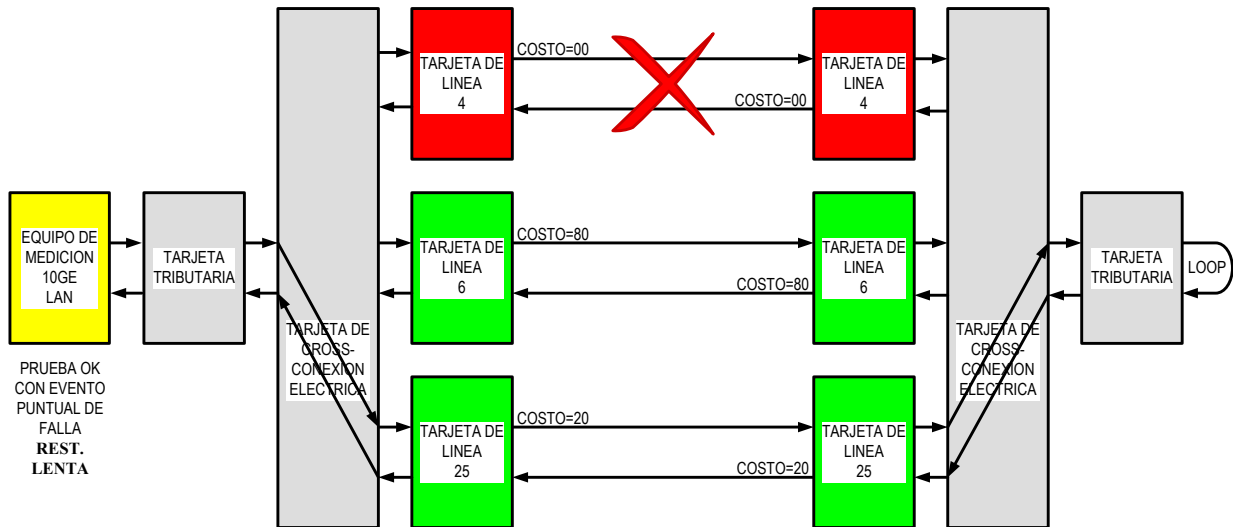 TARJETA DE
LINEA
4
COSTO=00
COSTO=00
TARJETA DE
LINEA
4
EQUIPO DE
MEDICION
10GE
LAN
TARJETA
TRIBUTARIA
TARJETA DE
CROSS-
CONEXION
ELECTRICA
TARJETA DE
LINEA
6
COSTO=80
COSTO=80
TARJETA DE
LINEA
6
TARJETA DE
CROSS-
CONEXION
ELECTRICA
TARJETA
TRIBUTARIA
LOOP
PRUEBA OK
CON EVENTO
PUNTUAL DE
FALLA
REST.
LENTA
TARJETA DE
LINEA
25
COSTO=20
COSTO=20
TARJETA DE
LINEA
25